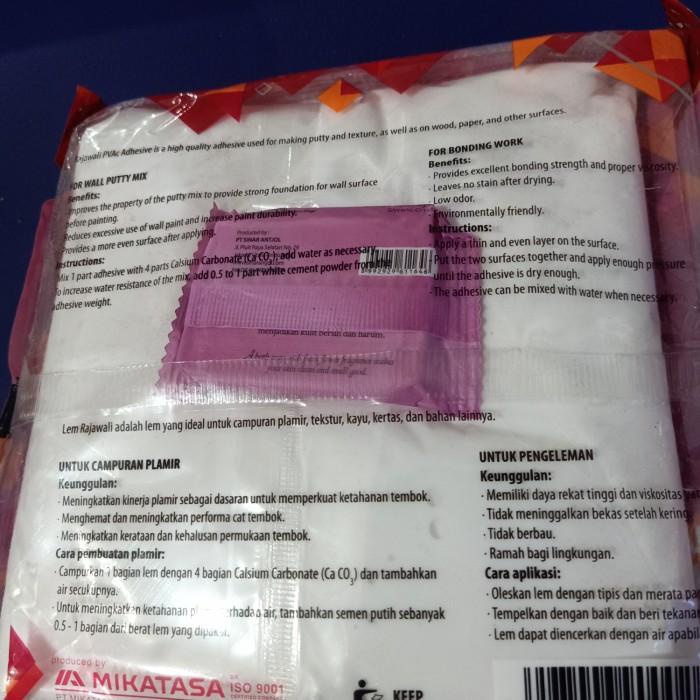 Rajawali PVAc Adhesive is a high quality adhesive used for making putty and texture, as well as on wood, paper, and other surfaces.
FOR WALL PUTTY MIX
Benefits:
Improves the property of the putty mix to provide strong foundation for wall surface
before painting.
Reduces excessive use of wall paint and increase paint durability.
Provides a more even surface after applying.
Instructions:
Mix 1 part adhesive with 4 parts Calsium Carbonate (Ca CO3), add water as necessary
To increase water resistance of the mix, add 0.5 to 1 part white cement powder from the
adhesive weight.
FOR BONDING WORK
Benefits:
· Provides excellent bonding strength and proper viscosity.
· Leaves no stain after drying.
Low odor.
Environmentally friendly.
Instructions:
Apply a thin and even layer on the surface.
Put the two surfaces together and apply enough pressure
until the adhesive is dry enough.
The adhesive can be mixed with water when necessary.
Produced by:
PT SINAR ANTJOL
menjadikan kulit bersih dan harum.
your skin clean and smell good.
Lem Rajawali adalah lem yang ideal untuk campuran plamir, tekstur, kayu, kertas, dan bahan lainnya.
UNTUK CAMPURAN PLAMIR
Keunggulan:
· Meningkatkan kinerja plamir sebagai dasaran untuk memperkuat ketahanan tembok.
· Menghemat dan meningkatkan performa cat tembok.
· Meningkatkan kerataan dan kehalusan permukaan tembok.
Cara pembuatan plamir:
· Campurkan 1 bagian lem dengan 4 bagian Calsium Carbonate (Ca CO3) dan tambahkan
air secukupnya.
· Untuk meningkatkan ketahanan terhadap air, tambahkan semen putih sebanyak
0.5 - 1 bagian dari berat lem yang dipakai.
UNTUK PENGELEMAN
Keunggulan:
· Memiliki daya rekat tinggi dan viskositas
· Tidak meninggalkan bekas setelah kering.
· Tidak berbau.
· Ramah bagi lingkungan.
Cara aplikasi:
· Oleskan lem dengan tipis dan merata pa
· Tempelkan dengan baik dan beri tekana
· Lem dapat diencerkan dengan air apabil
produced by
MIKATASA
ISO 9001
KEEP